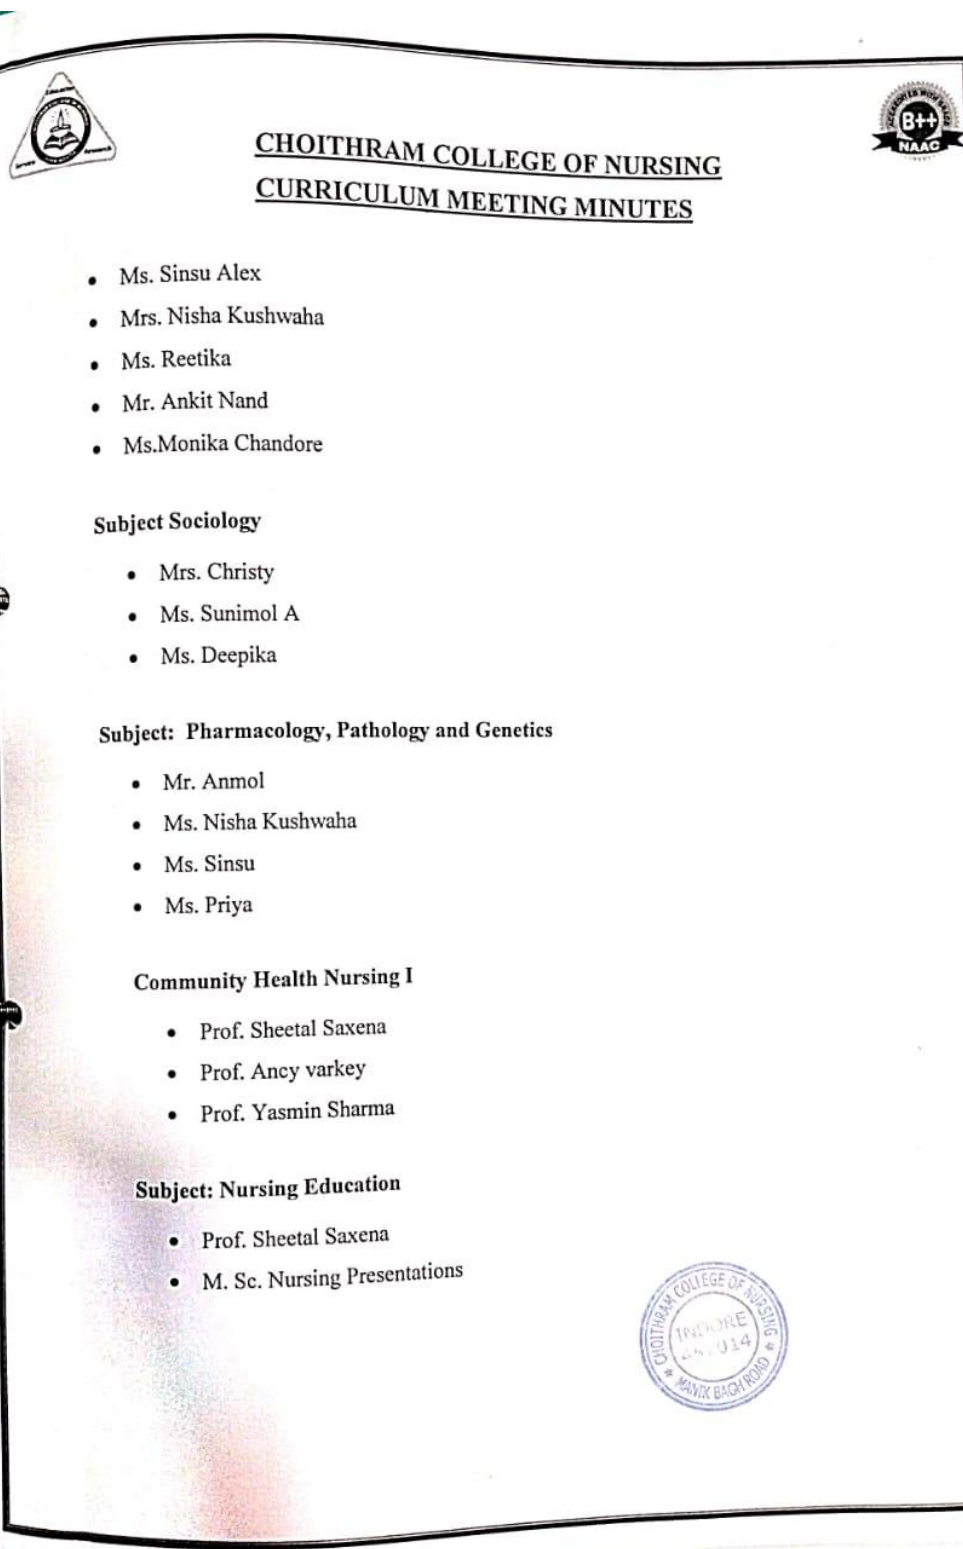 B++
NAAC
CHOITHRAM COLLEGE OF NURSING
CURRICULUM MEETING MINUTES
• Ms. Sinsu Alex
• Mrs. Nisha Kushwaha
• Ms. Reetika
• Mr. Ankit Nand
• Ms.Monika Chandore
Subject Sociology
• Mrs. Christy
• Ms. Sunimol A
• Ms. Deepika
Subject: Pharmacology, Pathology and Genetics
• Mr. Anmol
• Ms. Nisha Kushwaha
• Ms. Sinsu
• Ms. Priya
Community Health Nursing I
• Prof. Sheetal Saxena
• Prof. Ancy varkey
• Prof. Yasmin Sharma
Subject: Nursing Education
• Prof. Sheetal Saxena
• M. Sc. Nursing Presentations
CHOITHRAM COLLEGE OF NURSING
INDORE
MANIK BAGH ROAD